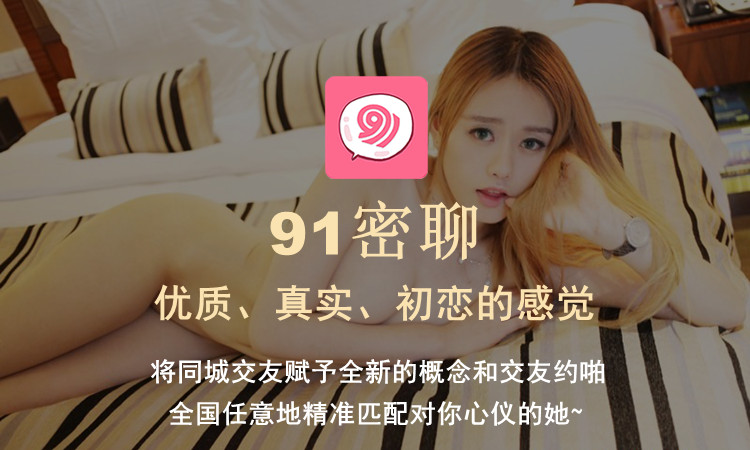 91
91密聊
优质、真实、初恋的感觉
将同城交友赋予全新的概念和交友约啪
全国任意地精准匹配对你心仪的她~